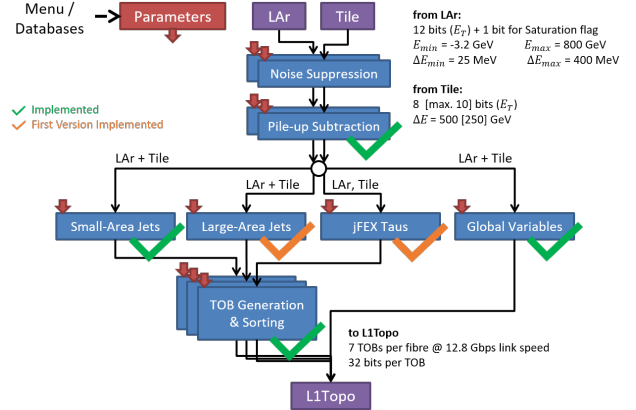 Menu /
Databases
Parameters
LAr
Tile
from LAr:
12 bits (E_T) + 1 bit for Saturation flag
E_min = -3.2 GeV E_max = 800 GeV
ΔE_min = 25 MeV ΔE_max = 400 MeV
Noise Suppression
from Tile:
8 [max. 10] bits (E_T)
ΔE = 500 [250] GeV
Implemented
First Version Implemented
Pile-up Subtraction
LAr + Tile
LAr + Tile
LAr, Tile
LAr + Tile
Small-Area Jets
Large-Area Jets
jFEX Taus
Global Variables
TOB Generation
& Sorting
to L1Topo
7 TOBs per fibre @ 12.8 Gbps link speed
32 bits per TOB
L1Topo